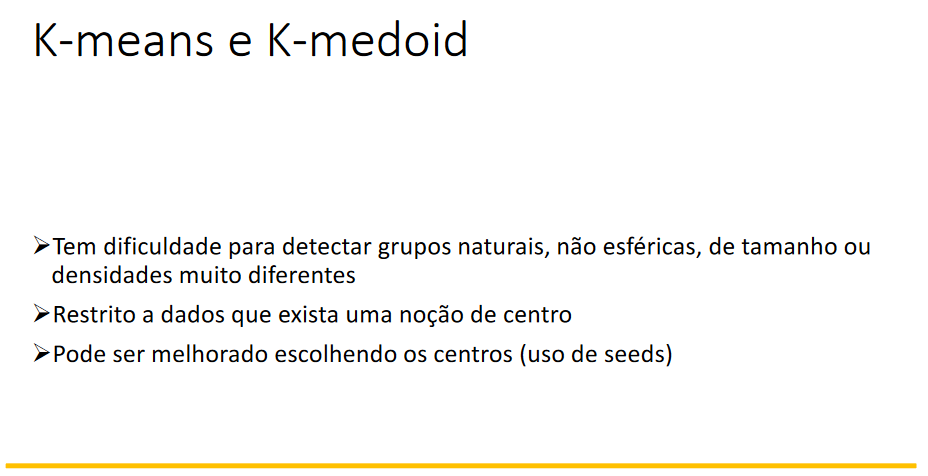 K-means e K-medoid
➢Tem dificuldade para detectar grupos naturais, não esféricas, de tamanho ou
densidades muito diferentes
➢Restrito a dados que exista uma noção de centro
➢Pode ser melhorado escolhendo os centros (uso de seeds)